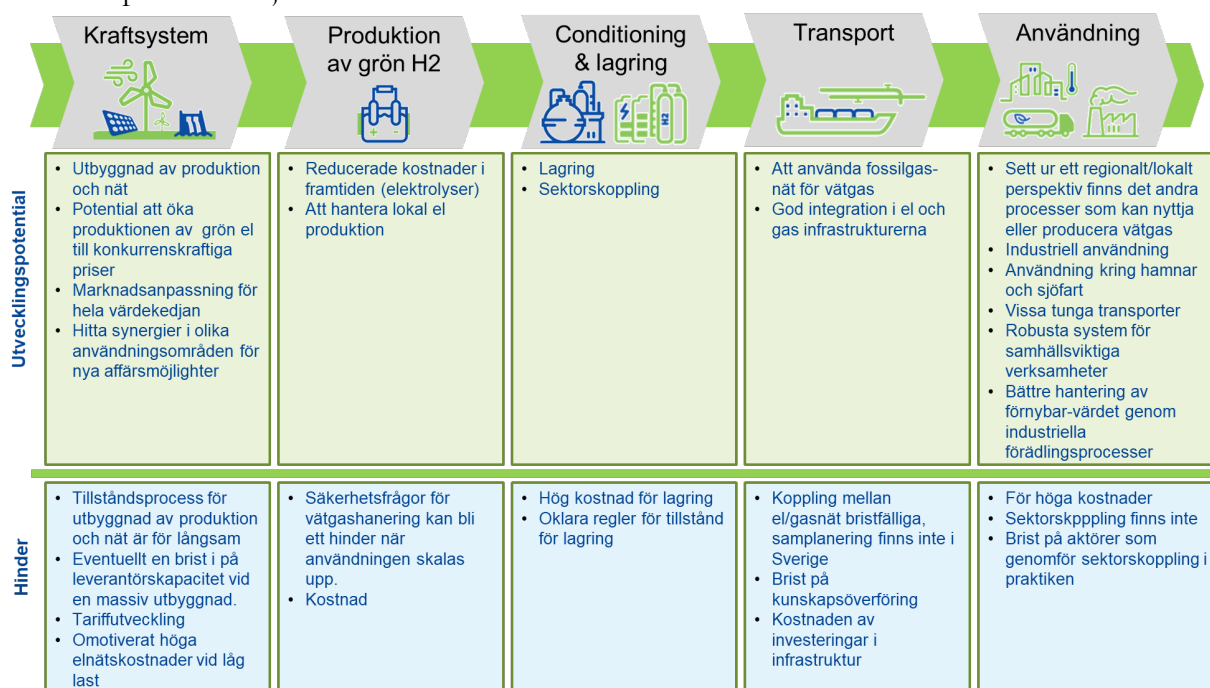 Kraftsystem
Produktion
av grön H2
Conditioning
& lagring
Transport
Användning
+ -
H2
Utvecklingspotential
• Utbyggnad av produktion
och nät
• Potential att öka
produktionen av grön el
till konkurrenskraftiga
priser
• Marknadsanpassning för
hela värdekedjan
• Hitta synergier i olika
användningsområden för
nya affärsmöjlighter
• Reducerade kostnader i
framtiden (elektrolyser)
• Att hantera lokal el
produktion
• Lagring
• Sektorskoppling
• Att använda fossilgas-
nät för vätgas
• God integration i el och
gas infrastrukturerna
• Sett ur ett regionalt/lokalt
perspektiv finns det andra
processer som kan nyttja
eller producera vätgas
• Industriell användning
• Användning kring hamnar
och sjöfart
• Vissa tunga transporter
• Robusta system för
samhällsviktiga
verksamheter
• Bättre hantering av
förnybar-värdet genom
industriella
förädlingsprocesser
Hinder
• Tillståndsprocess för
utbyggnad av produktion
och nät är för långsam
• Eventuellt en brist i på
leverantörskapacitet vid
en massiv utbyggnad.
• Tariffutveckling
• Omotiverat höga
elnätskostnader vid låg
last
• Säkerhetsfrågor för
vätgashanering kan bli
ett hinder när
användningen skalas
upp.
• Kostnad
• Hög kostnad för lagring
• Oklara regler för tillstånd
för lagring
• Koppling mellan
el/gasnät bristfälliga,
samplanering finns inte i
Sverige
• Brist på
kunskapsöverföring
• Kostnaden av
investeringar i
infrastruktur
• För höga kostnader
• Sektorskpppling finns inte
• Brist på aktörer som
genomför sektorskoppling i
praktiken